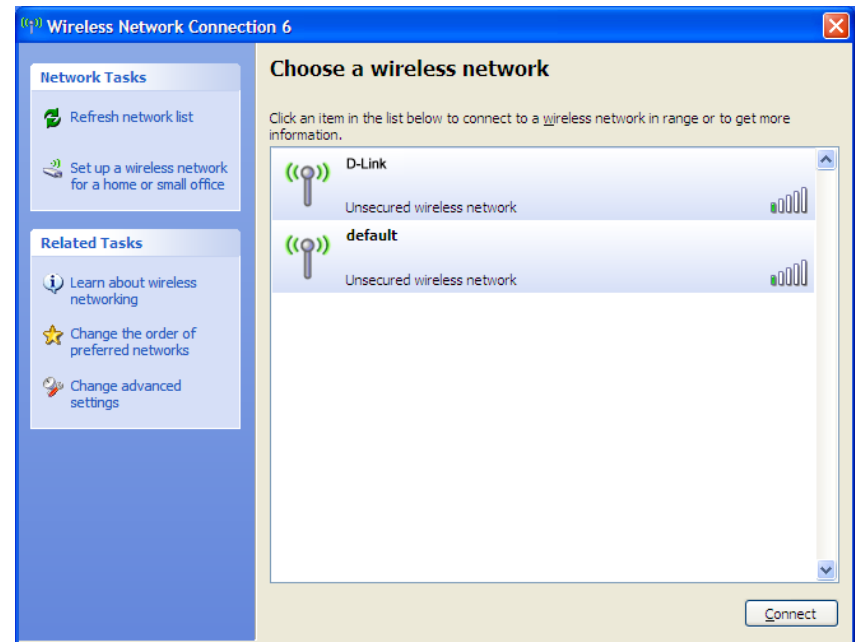 Wireless Network Connection 6
Network Tasks
Refresh network list
Set up a wireless network
for a home or small office
Related Tasks
Learn about wireless
networking
Change the order of
preferred networks
Change advanced
settings
Choose a wireless network
Click an item in the list below to connect to a wireless network in range or to get more
information.
D-Link
Unsecured wireless network
default
Unsecured wireless network
Connect